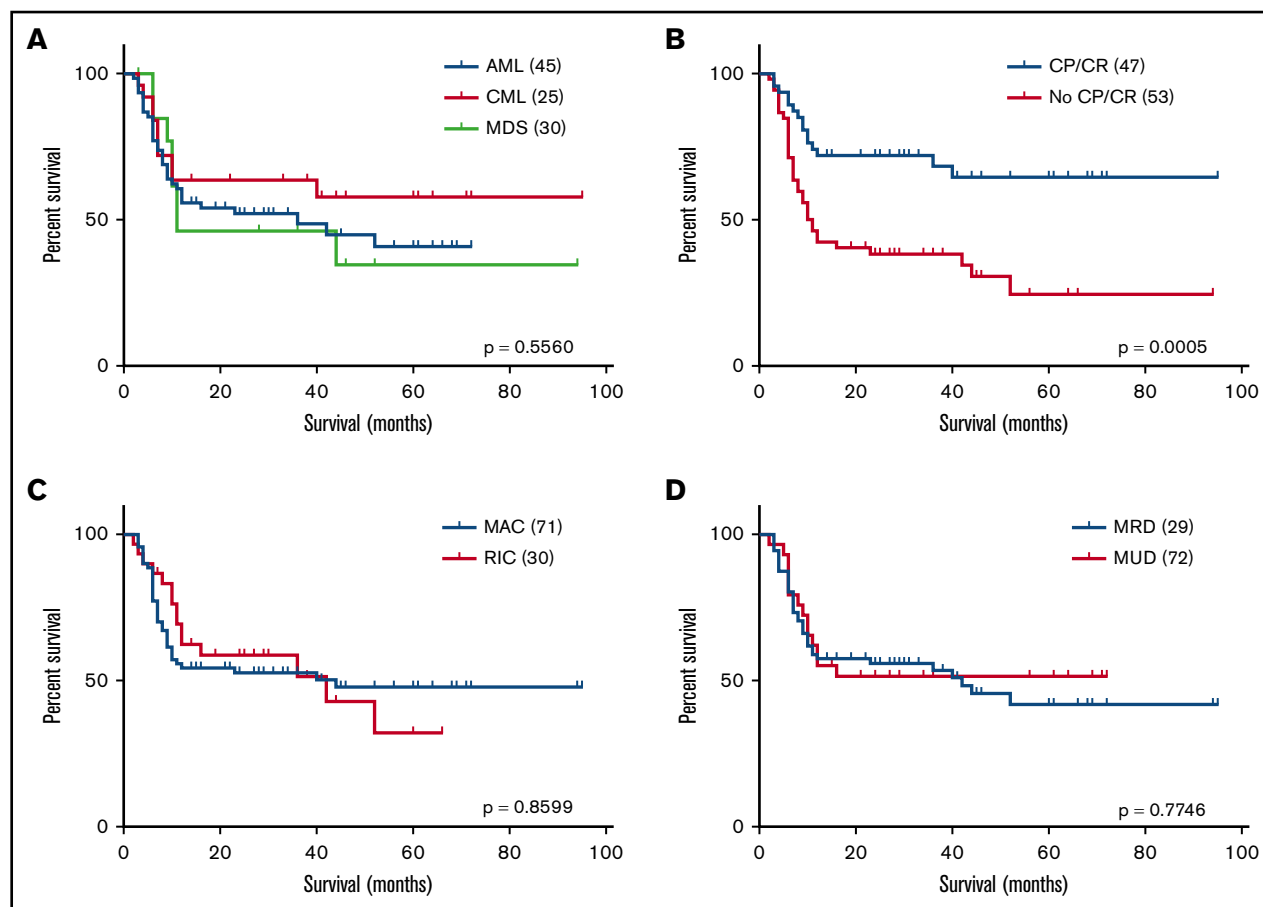 A
AML (45)
CML (25)
MDS (30)
Percent survival
100
50
0
p = 0.5560
0 20 40 60 80 100
Survival (months)
B
CP/CR (47)
No CP/CR (53)
Percent survival
100
50
0
p = 0.0005
0 20 40 60 80 100
Survival (months)
C
MAC (71)
RIC (30)
Percent survival
100
50
0
p = 0.8599
0 20 40 60 80 100
Survival (months)
D
MRD (29)
MUD (72)
Percent survival
100
50
0
p = 0.7746
0 20 40 60 80 100
Survival (months)